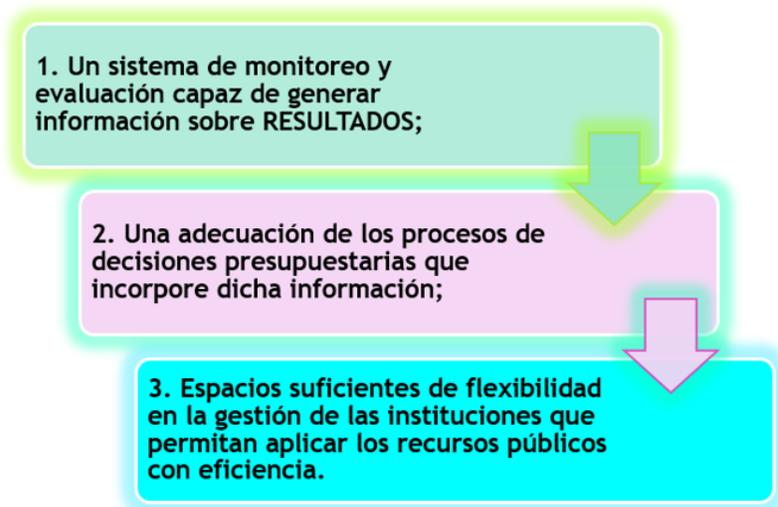 1. Un sistema de monitoreo y
evaluación capaz de generar
información sobre RESULTADOS;
2. Una adecuación de los procesos de
decisiones presupuestarias que
incorpore dicha información;
3. Espacios suficientes de flexibilidad
en la gestión de las instituciones que
permitan aplicar los recursos públicos
con eficiencia.